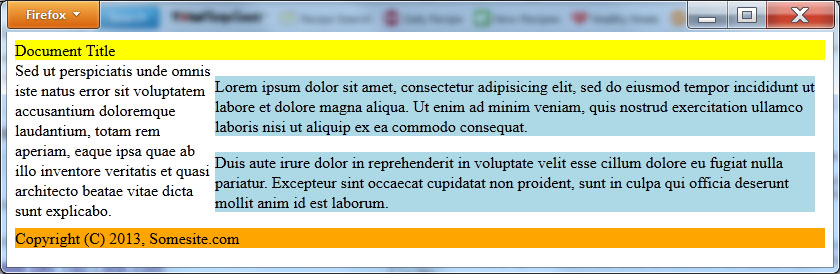 Firefox
Document Title
Sed ut perspiciatis unde omnis
iste natus error sit voluptatem
accusantium doloremque
laudantium, totam rem
aperiam, eaque ipsa quae ab
illo inventore veritatis et quasi
architecto beatae vitae dicta
sunt explicabo.
Lorem ipsum dolor sit amet, consectetur adipisicing elit, sed do eiusmod tempor incididunt ut
labore et dolore magna aliqua. Ut enim ad minim veniam, quis nostrud exercitation ullamco
laboris nisi ut aliquip ex ea commodo consequat.
Duis aute irure dolor in reprehenderit in voluptate velit esse cillum dolore eu fugiat nulla
pariatur. Excepteur sint occaecat cupidatat non proident, sunt in culpa qui officia deserunt
mollit anim id est laborum.
Copyright (C) 2013, Somesite.com